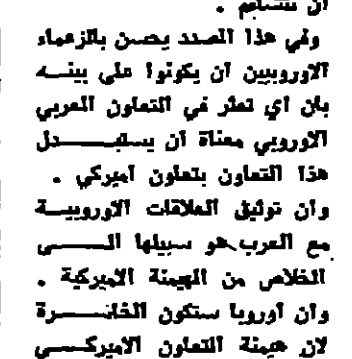 ان نتشاءم .
وفي هذا الصدد يحسن بالزعماء
الاوروبيين ان يكونوا على بينه
بان اي تعثر في التعاون العربي
الاوروبي معناة ان يستبدل
هذا التعاون بتعاون اميركي .
وان توثيق العلاقات الاوروبية
مع العرب هو سبيلها الى
الخلاص من الهيمنة الاميركية .
وان اوروبا ستكون الخاسرة
لان هيمنة التعاون الاميركي